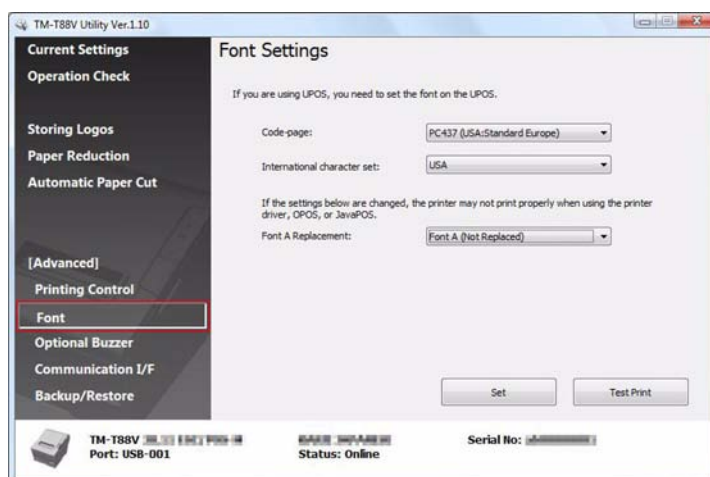 TM-T88V Utility Ver.1.10
Current Settings
Operation Check
Storing Logos
Paper Reduction
Automatic Paper Cut
[Advanced]
Printing Control
Font
Optional Buzzer
Communication I/F
Backup/Restore
Font Settings
If you are using UPOS, you need to set the font on the UPOS.
Code-page: PC437 (USA:Standard Europe)
International character set: USA
If the settings below are changed, the printer may not print properly when using the printer
driver, OPOS, or JavaPOS.
Font A Replacement: Font A (Not Replaced)
Set Test Print
TM-T88V Serial No:
Port: USB-001 Status: Online